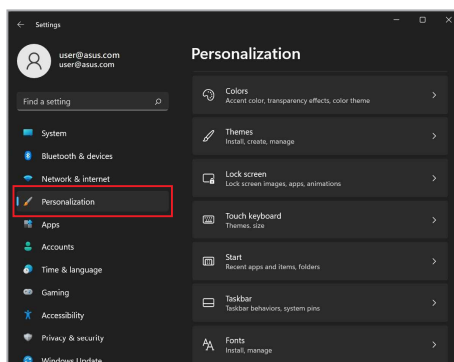 Settings
user@asus.com
user@asus.com
Find a setting
System
Bluetooth & devices
Network & internet
Personalization
Apps
Accounts
Time & language
Gaming
Accessibility
Privacy & security
Windows Update
Personalization
Colors
Accent color, transparency effects, color theme
Themes
Install, create, manage
Lock screen
Lock screen images, apps, animations
Touch keyboard
Themes, size
Start
Recent apps and items, folders
Taskbar
Taskbar behaviors, system pins
Fonts
Install, manage